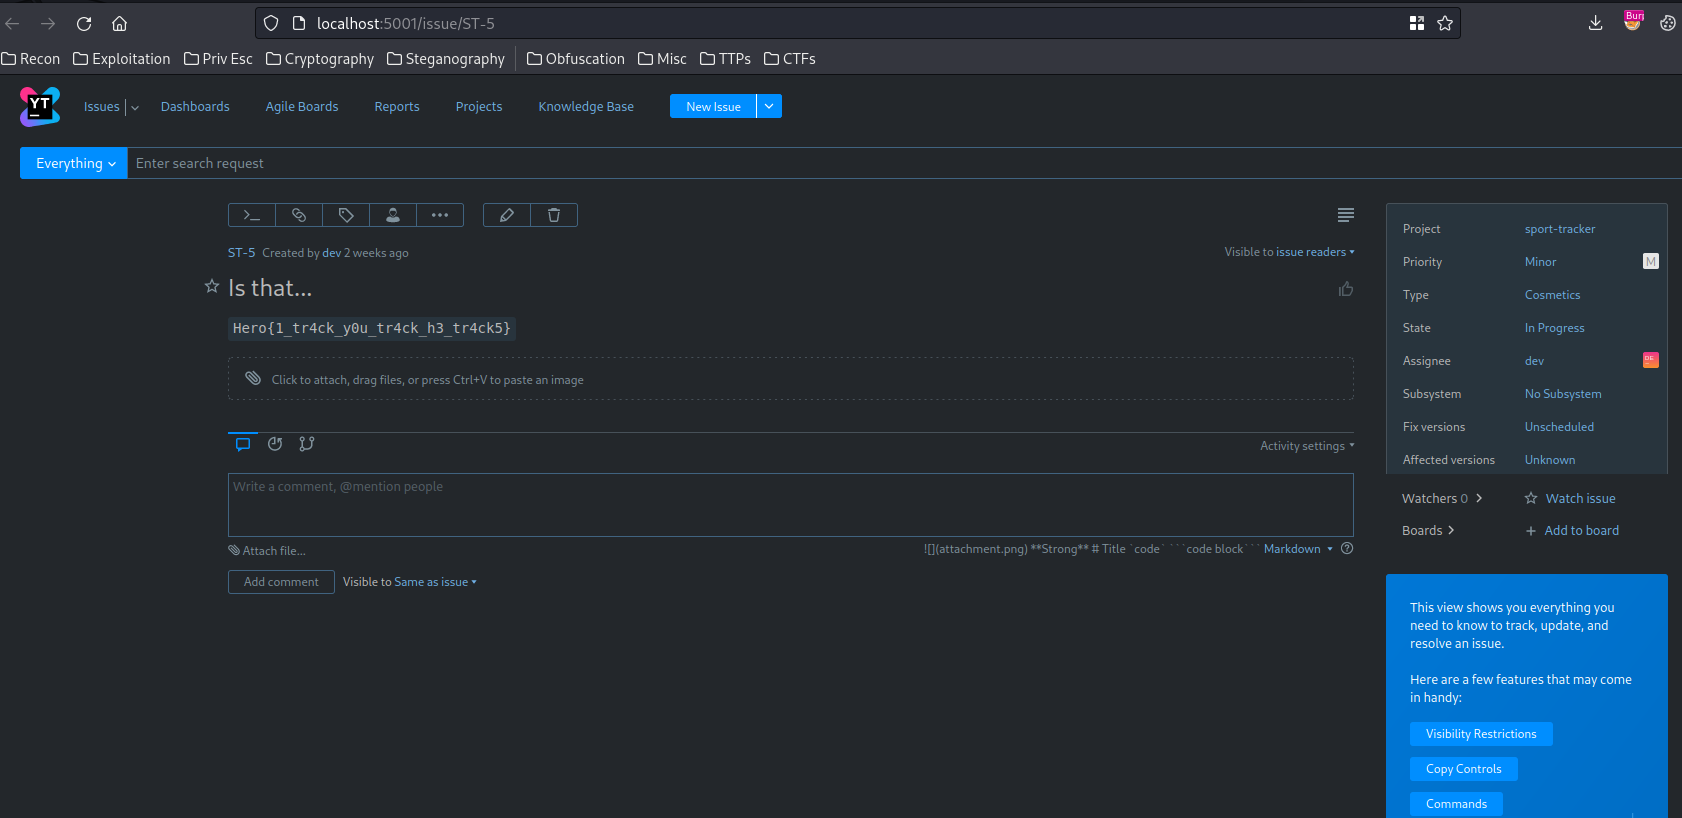 localhost:5001/issue/ST-5
Burp
Recon Exploitation Priv Esc Cryptography Steganography Obfuscation Misc TTPs CTFs
YT
Issues Dashboards Agile Boards Reports Projects Knowledge Base New Issue
Everything Enter search request
>_
ST-5 Created by dev 2 weeks ago
Visible to issue readers
Is that...
Hero{1_tr4ck_y0u_tr4ck_h3_tr4ck5}
Click to attach, drag files, or press Ctrl+V to paste an image
Activity settings
Write a comment, @mention people
Attach file...
![](attachment.png) **Strong** # Title `code` ```code block``` Markdown
Add comment Visible to Same as issue
Project sport-tracker
Priority Minor M
Type Cosmetics
State In Progress
Assignee dev DE
Subsystem No Subsystem
Fix versions Unscheduled
Affected versions Unknown
Watchers 0 Watch issue
Boards + Add to board
This view shows you everything you
need to know to track, update, and
resolve an issue.
Here are a few features that may come
in handy:
Visibility Restrictions
Copy Controls
Commands